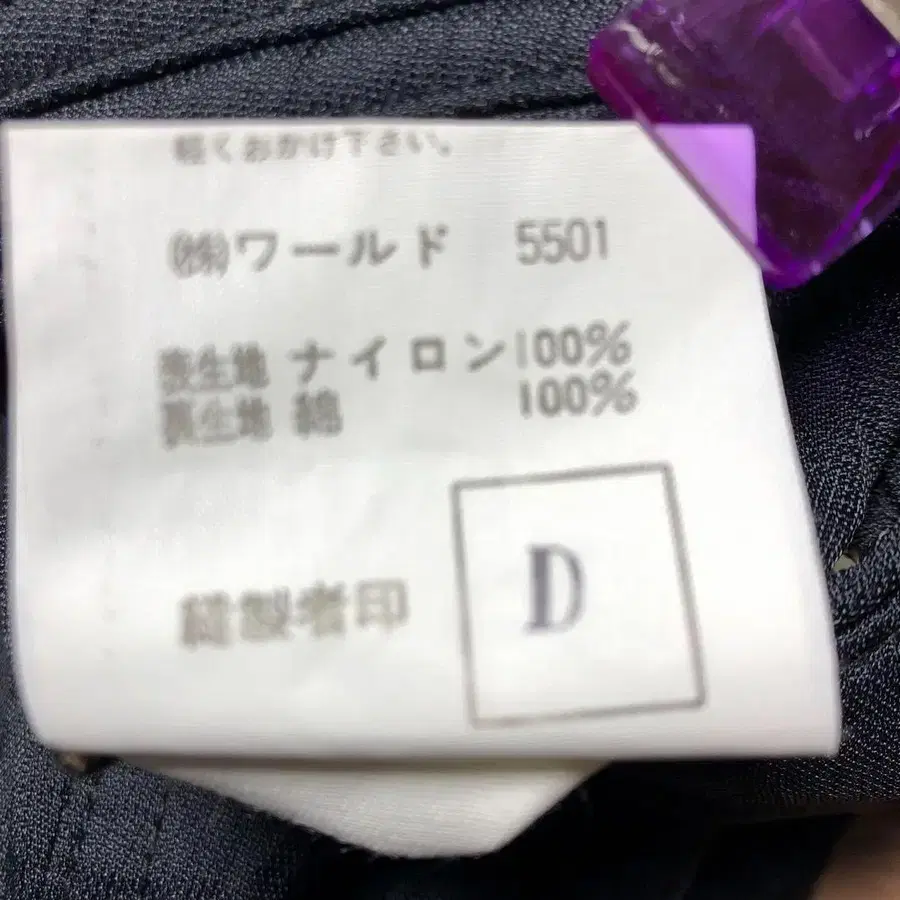 軽くおかけ下さい。
㈱ワールド 5501
表生地 ナイロン100%
裏生地 綿 100%
縫製者印
D